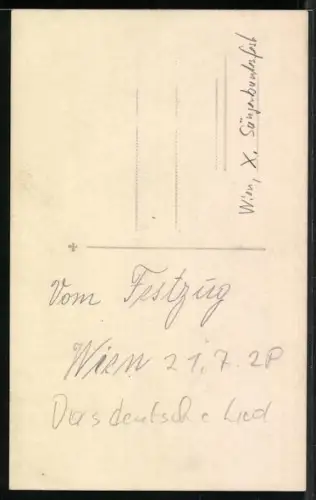 Wien, X. Sängerbundesfest
Vom Festzug
Wien 21.7.28
Das deutsche Lied